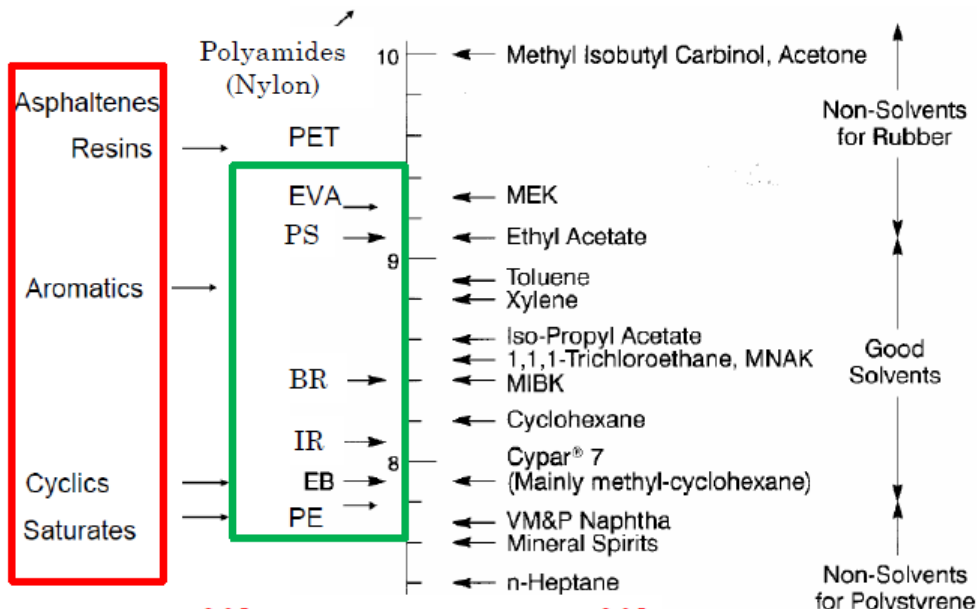 Polyamides
(Nylon)
Asphaltenes
Resins
Aromatics
Cyclics
Saturates
PET
EVA
PS
BR
IR
EB
PE
10
9
8
Methyl Isobutyl Carbinol, Acetone
MEK
Ethyl Acetate
Toluene
Xylene
Iso-Propyl Acetate
1,1,1-Trichloroethane, MNAK
MIBK
Cyclohexane
Cypar® 7
(Mainly methyl-cyclohexane)
VM&P Naphtha
Mineral Spirits
n-Heptane
Non-Solvents
for Rubber
Good
Solvents
Non-Solvents
for Polystyrene